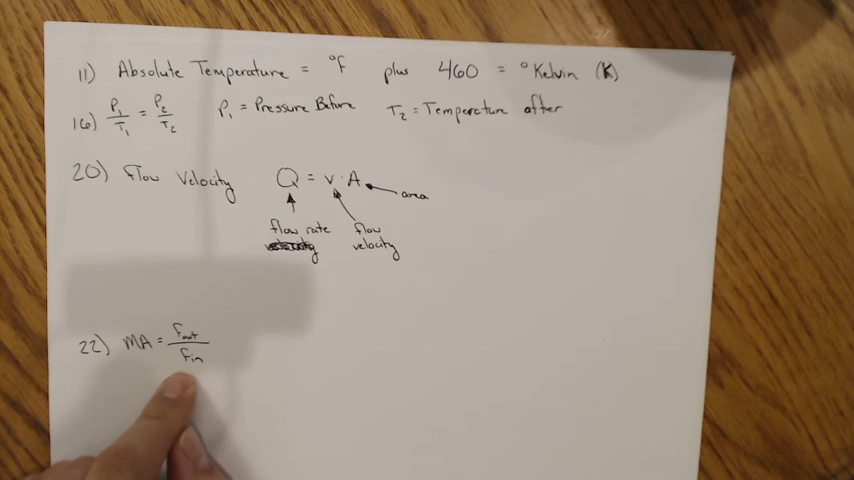 11) Absolute Temperature = °F plus 460 = °Kelvin (K)
16) P1/T1 = P2/T2 P1 = Pressure Before T2 = Temperature after
20) Flow Velocity Q = v · A area
flow rate flow
velocity velocity
22) MA = Fout/Fin